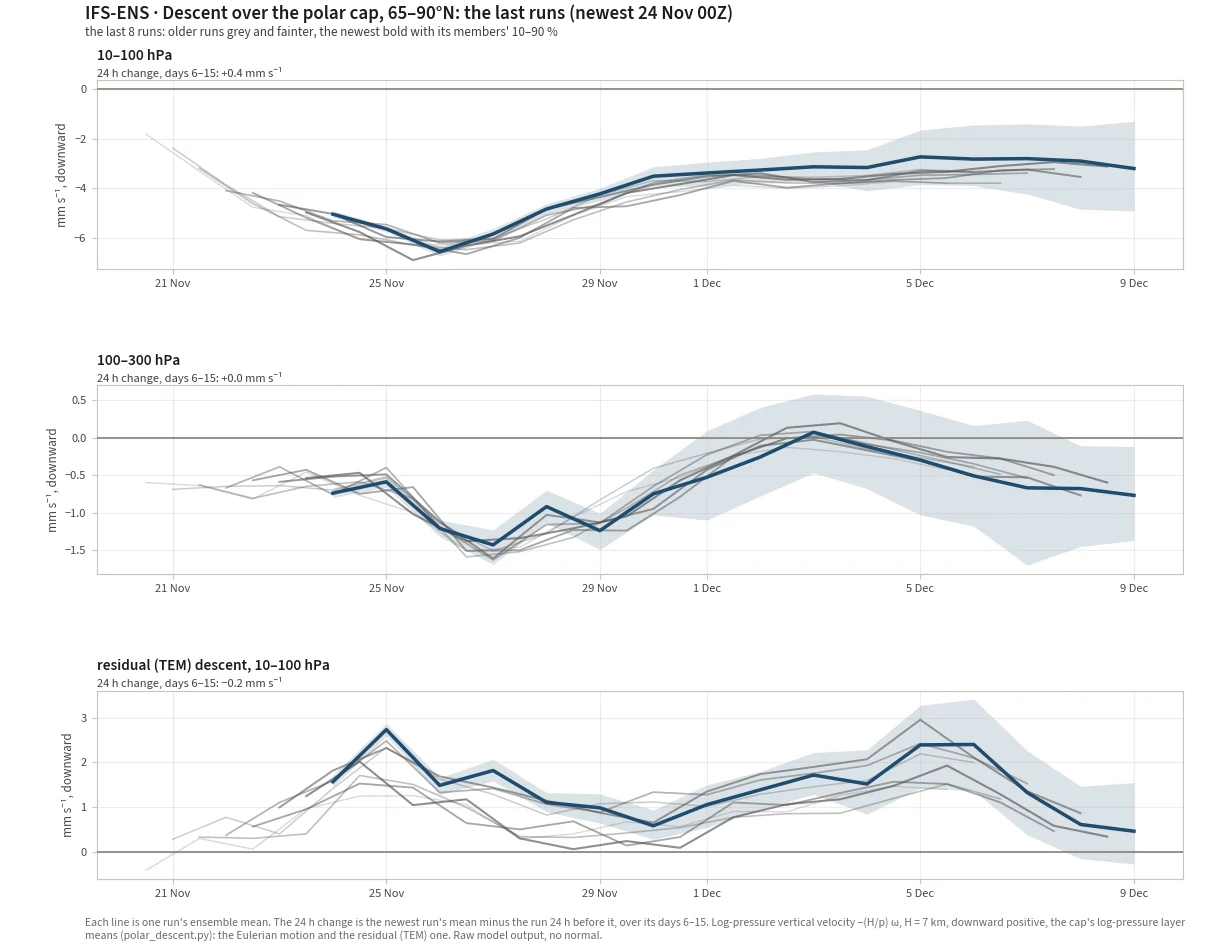 IFS-ENS · Descent over the polar cap, 65–90°N: the last runs (newest 24 Nov 00Z)
the last 8 runs: older runs grey and fainter, the newest bold with its members' 10–90 %
10–100 hPa
24 h change, days 6–15: +0.4 mm s⁻¹
mm s⁻¹, downward
0
−2
−4
−6
21 Nov 25 Nov 29 Nov 1 Dec 5 Dec 9 Dec
100–300 hPa
24 h change, days 6–15: +0.0 mm s⁻¹
mm s⁻¹, downward
0.5
0.0
−0.5
−1.0
−1.5
21 Nov 25 Nov 29 Nov 1 Dec 5 Dec 9 Dec
residual (TEM) descent, 10–100 hPa
24 h change, days 6–15: −0.2 mm s⁻¹
mm s⁻¹, downward
3
2
1
0
21 Nov 25 Nov 29 Nov 1 Dec 5 Dec 9 Dec
Each line is one run's ensemble mean. The 24 h change is the newest run's mean minus the run 24 h before it, over its days 6–15. Log-pressure vertical velocity −(H/p) ω, H = 7 km, downward positive, the cap's log-pressure layer
means (polar_descent.py): the Eulerian motion and the residual (TEM) one. Raw model output, no normal.